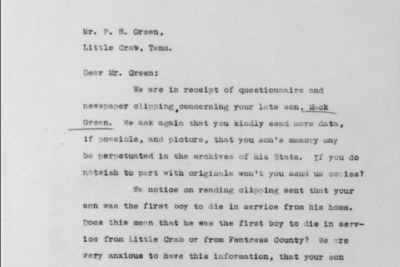 Mr. P. S. Green,
Little Crab, Tenn.
Dear Mr. Green:
We are in receipt of questionnaire and
newspaper clipping, concerning your late son, Mack
Green. We ask again that you kindly send more data,
if possible, and picture, that you son's memory may
be perpetuated in the archives of his State. If you do
notwish to part with originals won't you send us copies?
We notice on reading clipping sent that your
son was the first boy to die in service from his home.
Does this mean that he was the first boy to die in serv-
ice from Little Crab or from Fentress County? We are
very anxious to have this information, that your son